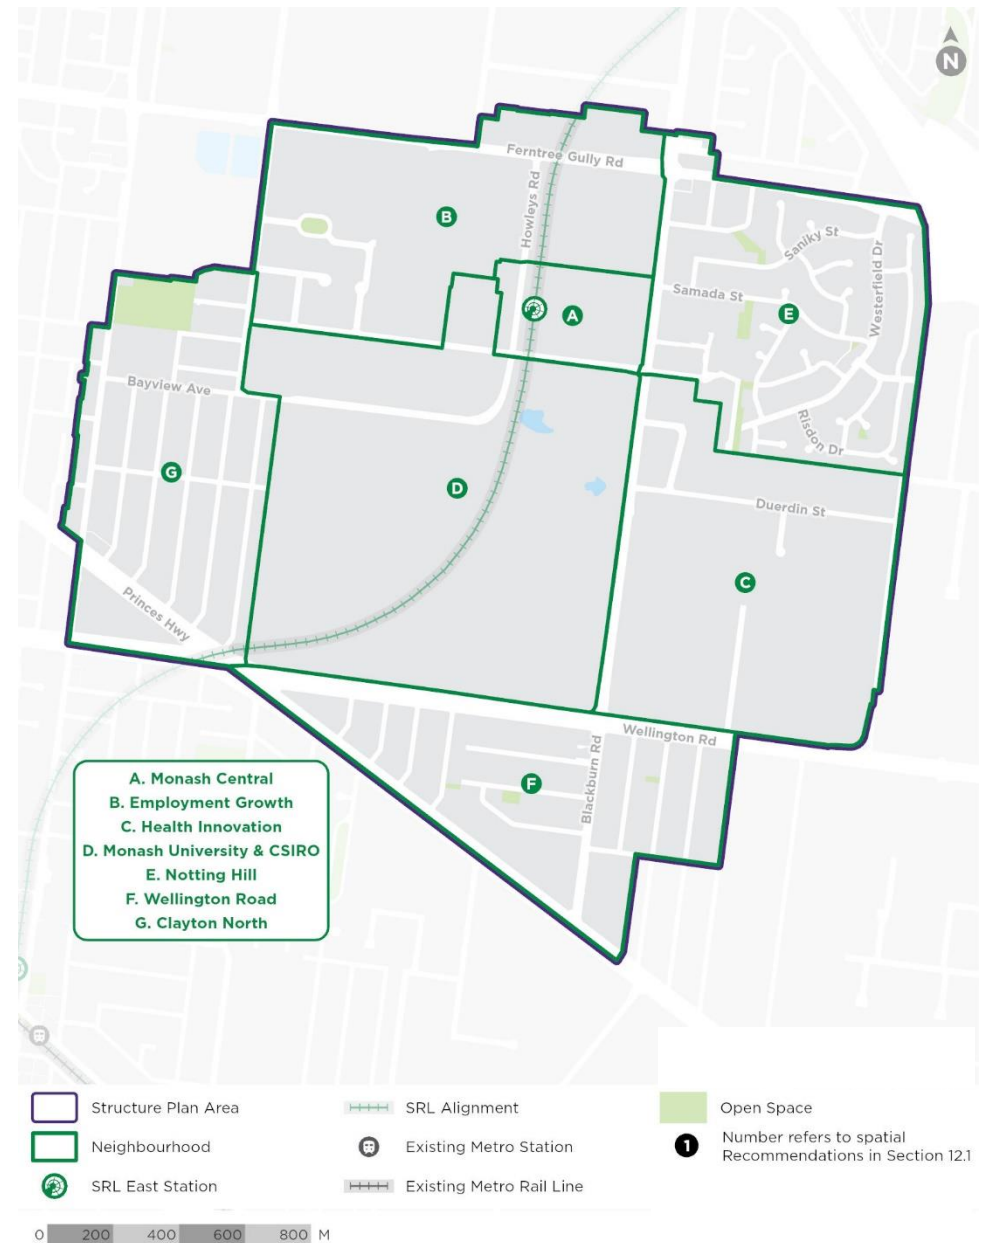 N
Ferntree Gully Rd
Howleys Rd
B
Saniky St
Westerfield Dr
Samada St
A
E
Bayview Ave
Risdon Dr
G
D
Duerdin St
C
Princes Hwy
Wellington Rd
Blackburn Rd
F
A. Monash Central
B. Employment Growth
C. Health Innovation
D. Monash University & CSIRO
E. Notting Hill
F. Wellington Road
G. Clayton North
Structure Plan Area
Neighbourhood
SRL East Station
SRL Alignment
Existing Metro Station
Existing Metro Rail Line
Open Space
1
Number refers to spatial
Recommendations in Section 12.1
0 200 400 600 800 M